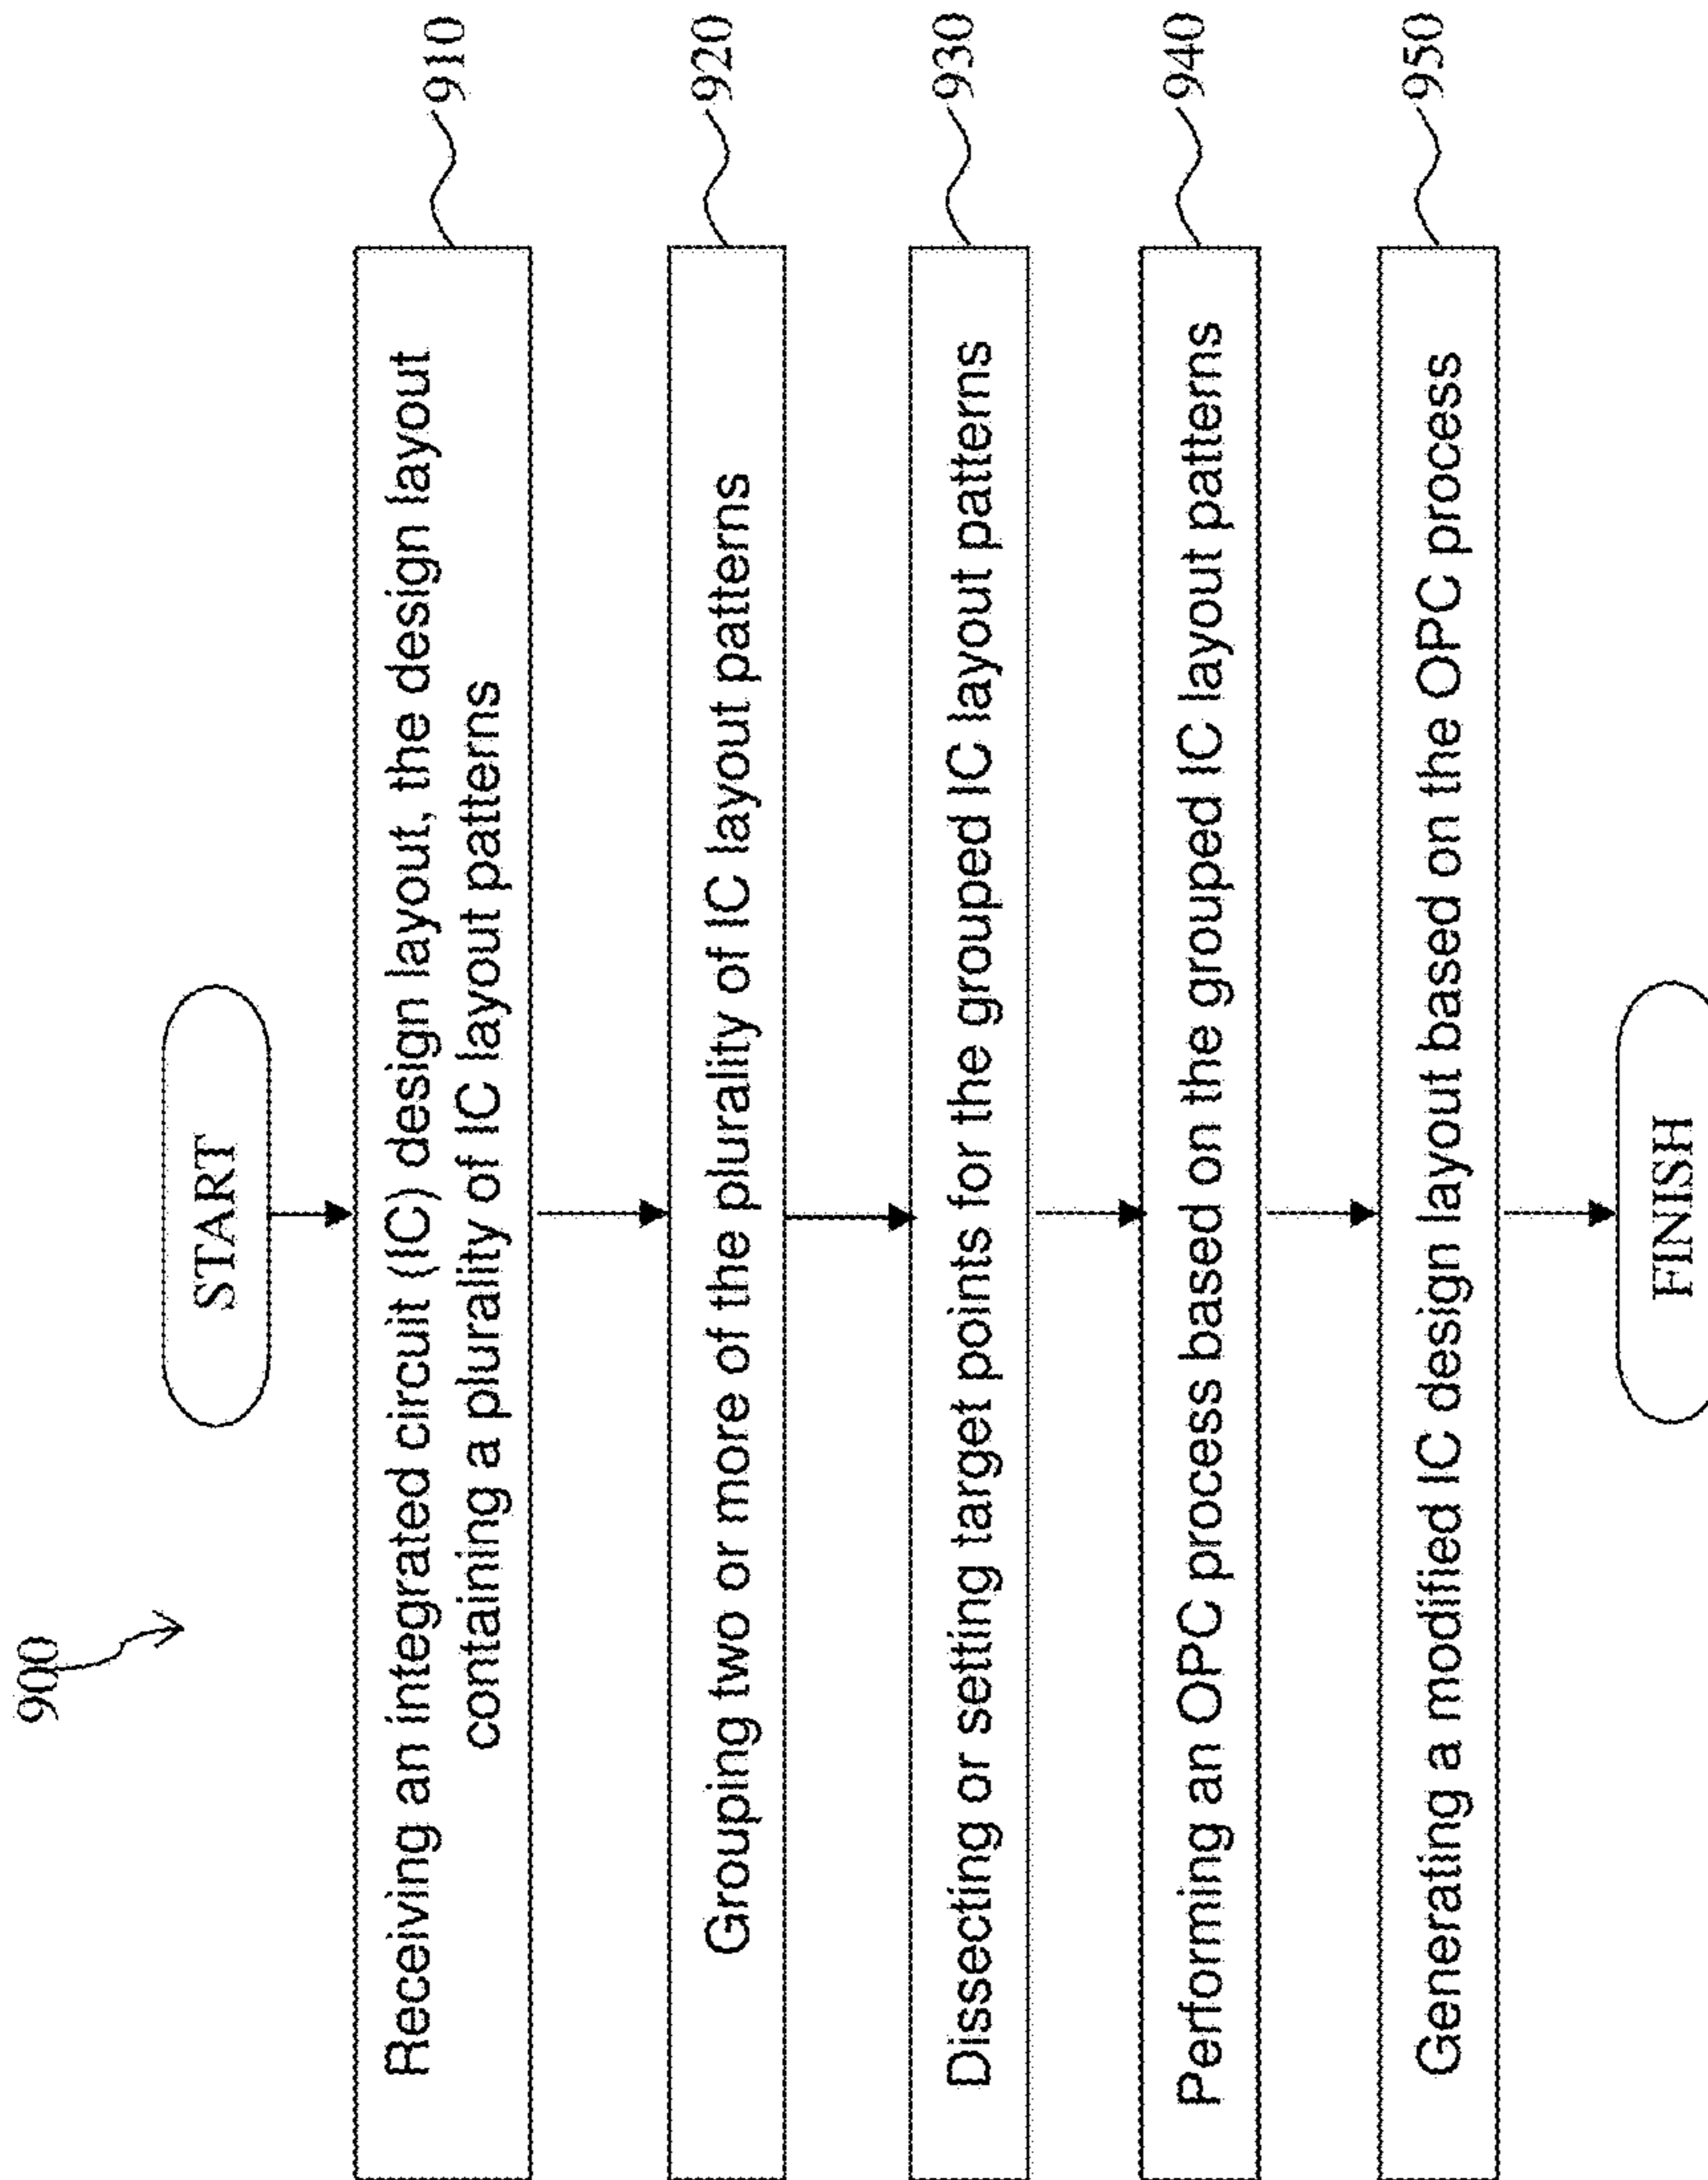 900
START
Receiving an integrated circuit (IC) design layout, the design layout
containing a plurality of IC layout patterns
910
Grouping two or more of the plurality of IC layout patterns
920
Dissecting or setting target points for the grouped IC layout patterns
930
Performing an OPC process based on the grouped IC layout patterns
940
Generating a modified IC design layout based on the OPC process
950
FINISH